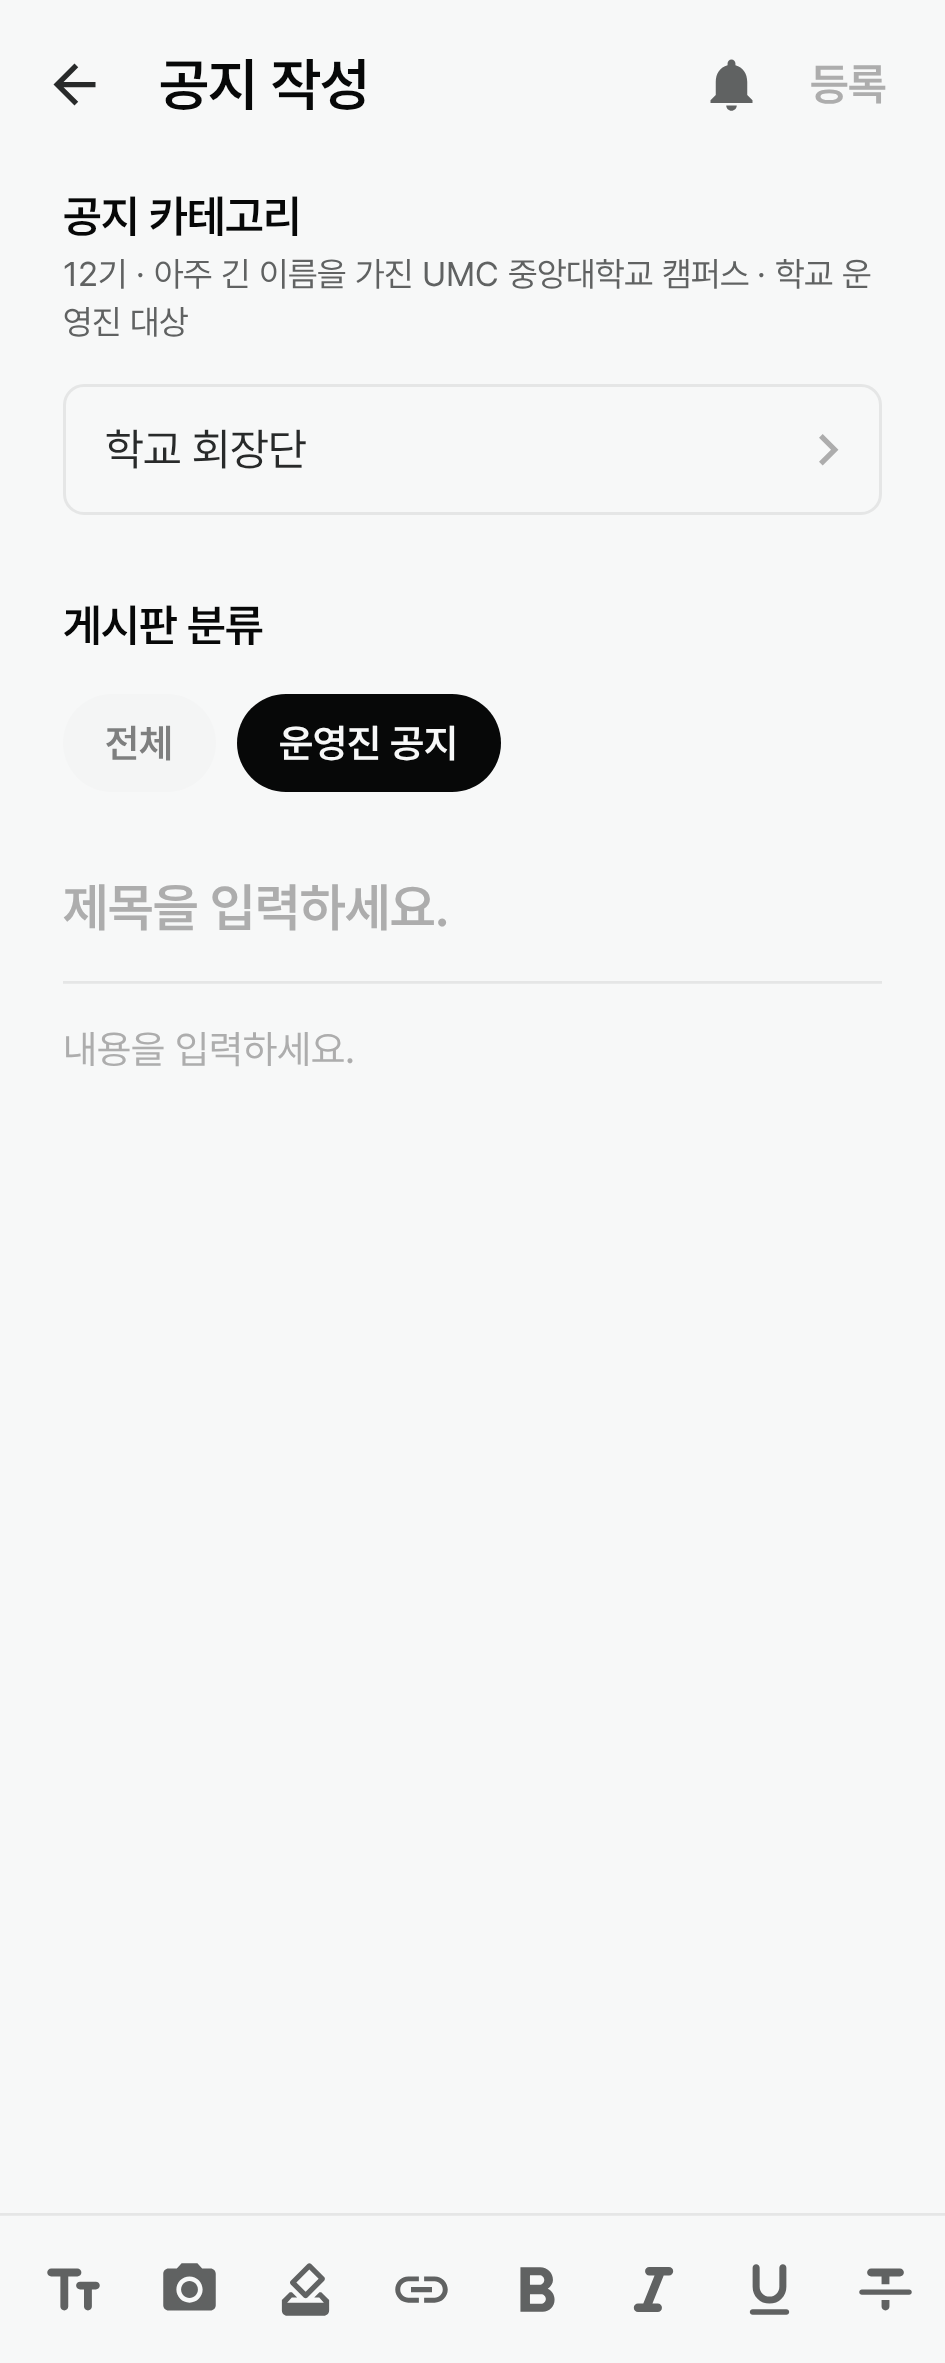 공지 작성
등록
공지 카테고리
12기 · 아주 긴 이름을 가진 UMC 중앙대학교 캠퍼스 · 학교 운
영진 대상
학교 회장단
게시판 분류
전체 운영진 공지
제목을 입력하세요.
내용을 입력하세요.